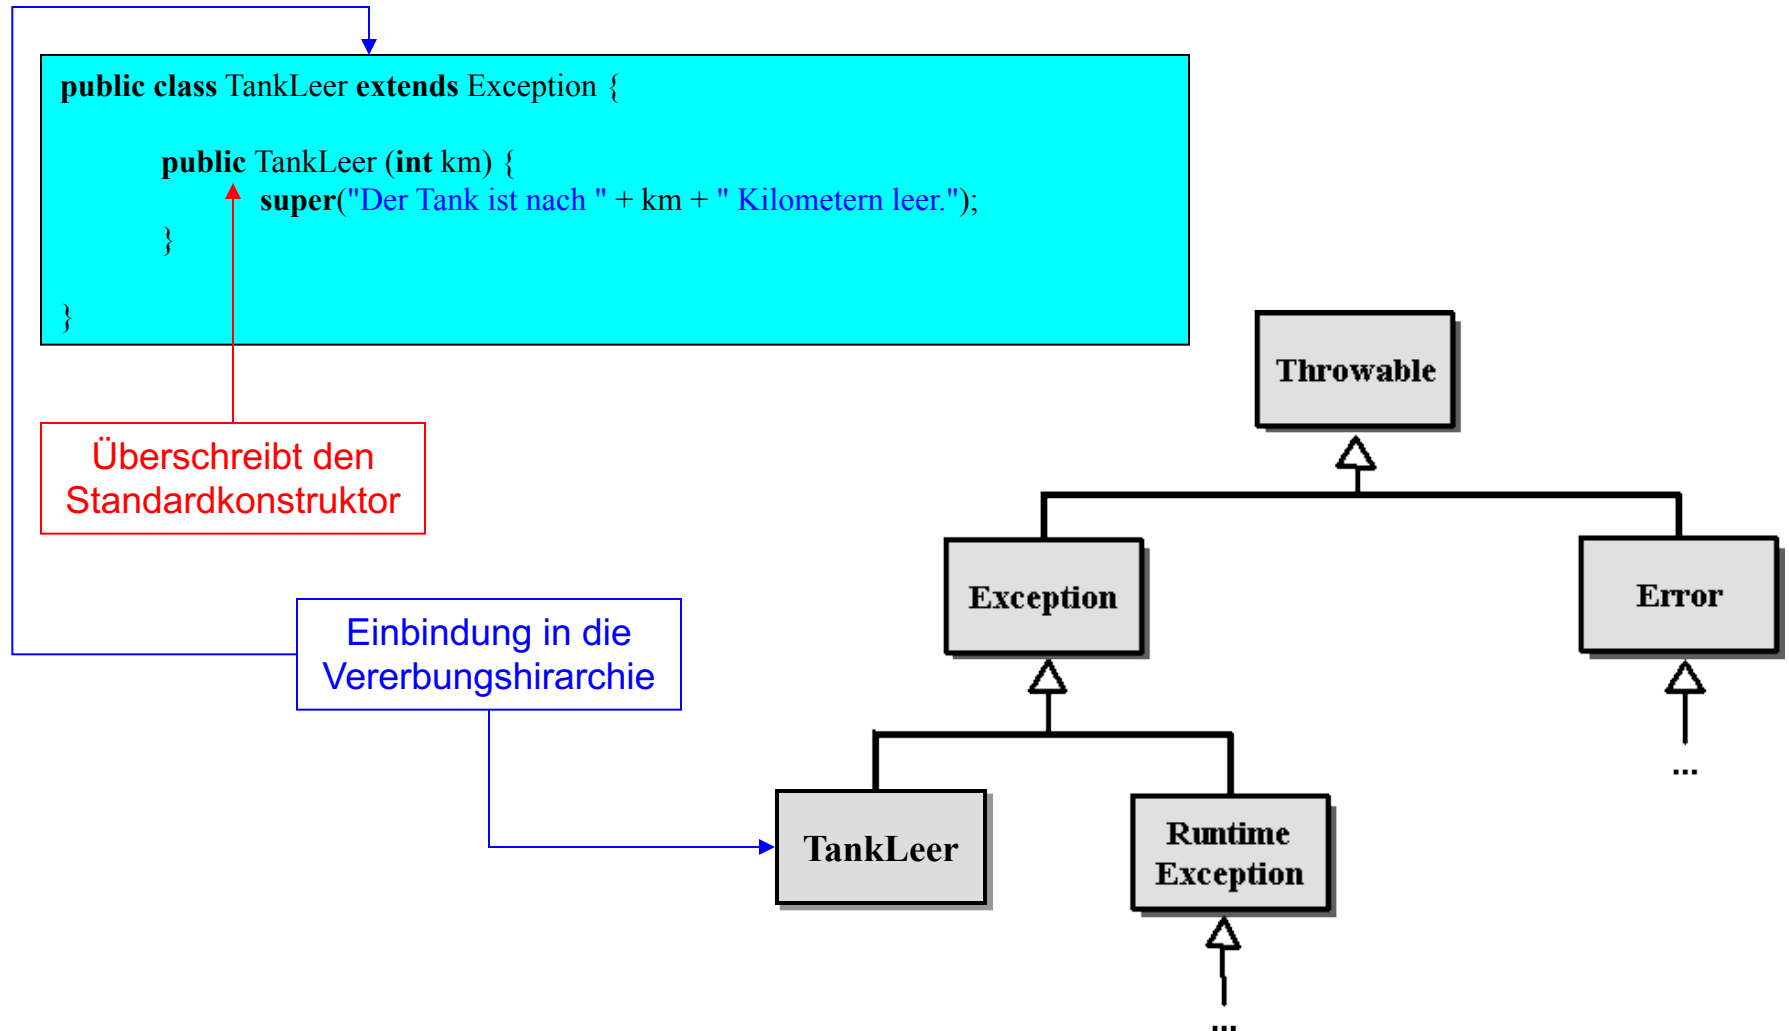 public class TankLeer extends Exception {
public TankLeer (int km) {
super("Der Tank ist nach " + km + " Kilometern leer.");
}
}
Überschreibt den
Standardkonstruktor
Einbindung in die
Vererbungshirarchie
Throwable
Exception
Error
...
TankLeer
Runtime
Exception
...